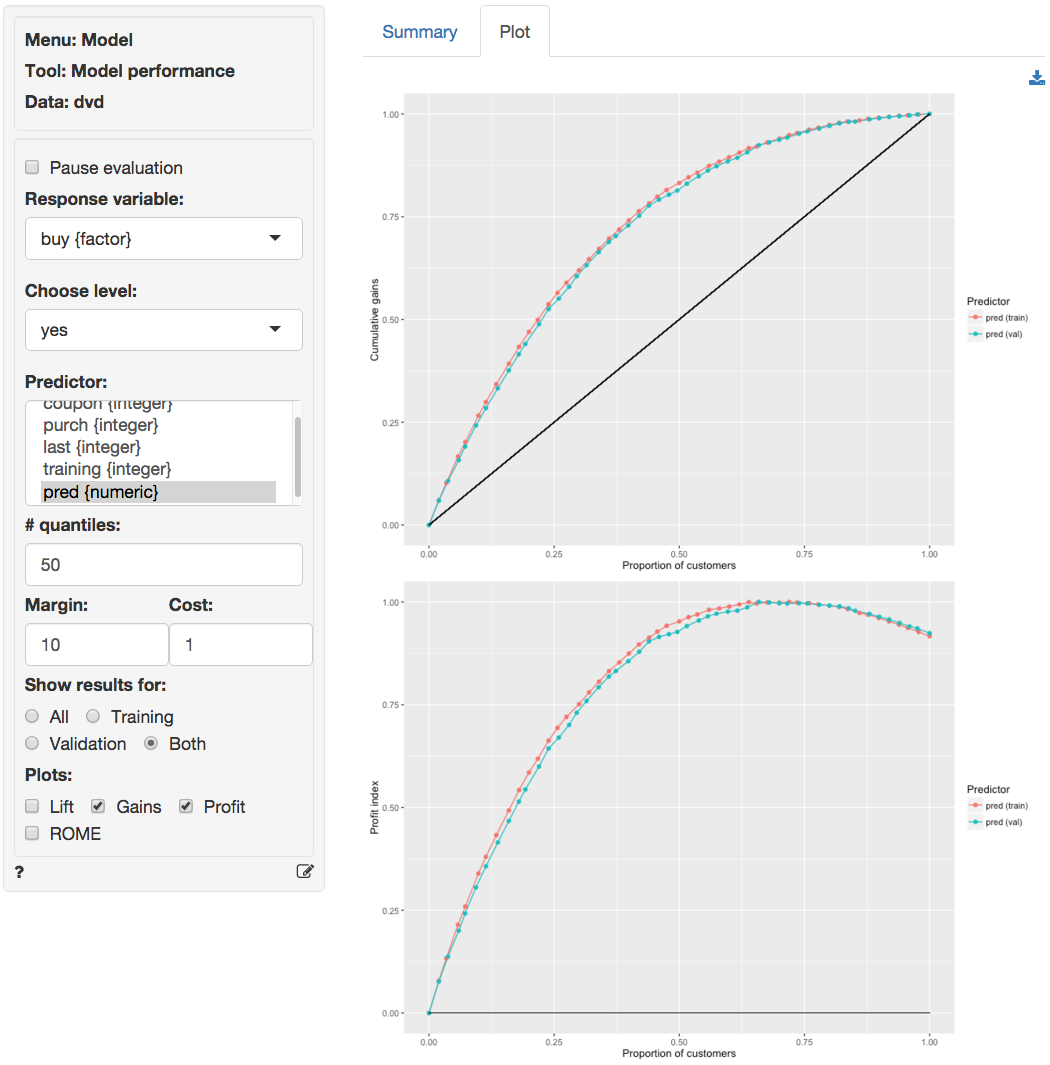 Menu: Model
Tool: Model performance
Data: dvd
Pause evaluation
Response variable:
buy {factor}
Choose level:
yes
Predictor:
coupon {integer}
purch {integer}
last {integer}
training {integer}
pred {numeric}
# quantiles:
50
Margin: Cost:
10 1
Show results for:
All Training
Validation Both
Plots:
Lift Gains Profit
ROME
?
Summary Plot
1.00
0.75
0.50
0.25
0.00
Cumulative gains
0.00 0.25 0.50 0.75 1.00
Proportion of customers
Predictor
pred (train)
pred (val)
1.00
0.75
0.50
0.25
0.00
Profit index
0.00 0.25 0.50 0.75 1.00
Proportion of customers
Predictor
pred (train)
pred (val)